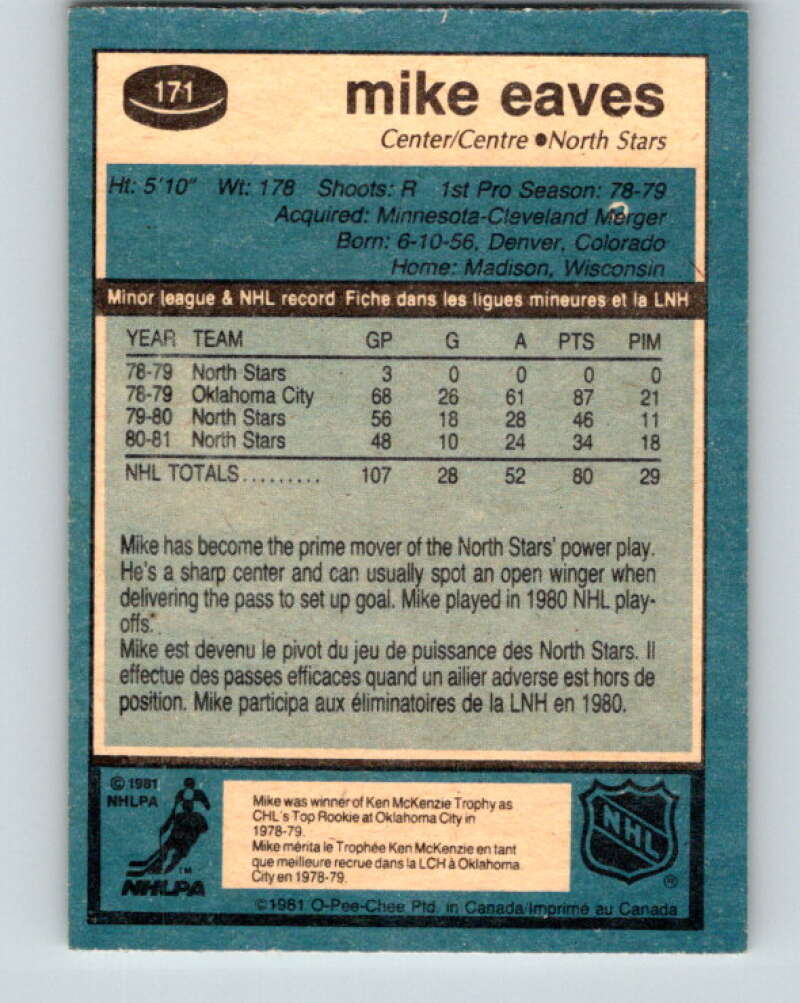 171
mike eaves
Center/Centre ●North Stars
Ht: 5'10" Wt: 178 Shoots: R 1st Pro Season: 78-79
Acquired: Minnesota-Cleveland Merger
Born: 6-10-56, Denver, Colorado
Home: Madison, Wisconsin
Minor league & NHL record Fiche dans les ligues mineures et la LNH
YEAR TEAM GP G A PTS PIM
78-79 North Stars 3 0 0 0 0
78-79 Oklahoma City 68 26 61 87 21
79-80 North Stars 56 18 28 46 11
80-81 North Stars 48 10 24 34 18
NHL TOTALS......... 107 28 52 80 29
Mike has become the prime mover of the North Stars' power play.
He's a sharp center and can usually spot an open winger when
delivering the pass to set up goal. Mike played in 1980 NHL play-
offs.
Mike est devenu le pivot du jeu de puissance des North Stars. Il
effectue des passes efficaces quand un ailier adverse est hors de
position. Mike participa aux éliminatoires de la LNH en 1980.
© 1981
NHLPA
TM
NHLPA
Mike was winner of Ken McKenzie Trophy as
CHL's Top Rookie at Oklahoma City in
1978-79.
Mike mérita le Trophée Ken McKenzie en tant
que meilleure recrue dans la LCH à Oklahoma
City en 1978-79.
NHL
®
©1981 O-Pee-Chee Ptd. in Canada/Imprimé au Canada